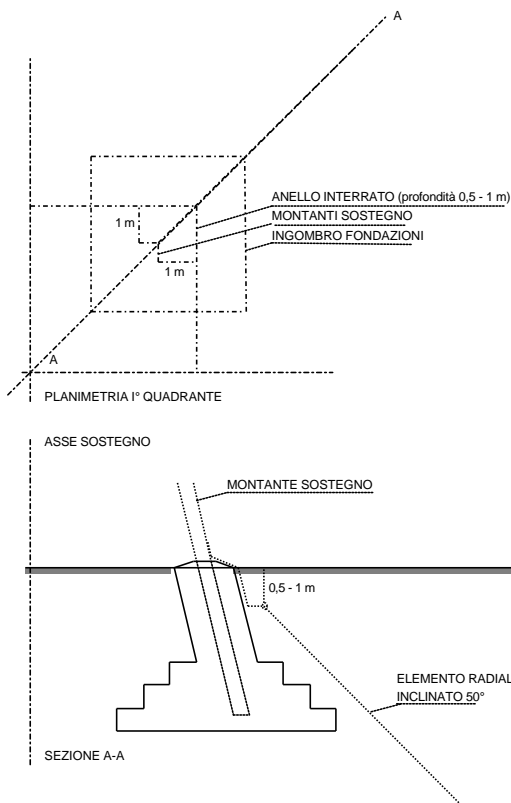 A
ANELLO INTERRATO (profondità 0,5 - 1 m)
1 m
MONTANTI SOSTEGNO
INGOMBRO FONDAZIONI
1 m
A
PLANIMETRIA I° QUADRANTE
ASSE SOSTEGNO
MONTANTE SOSTEGNO
0,5 - 1 m
ELEMENTO RADIAL
INCLINATO 50°
SEZIONE A-A